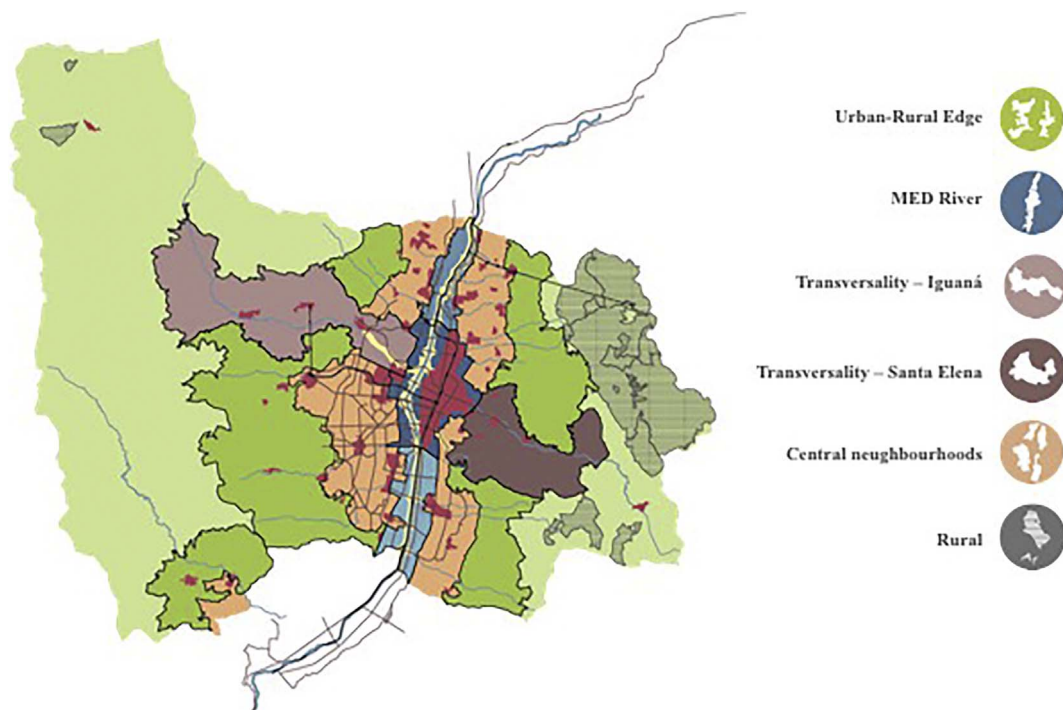 Urban-Rural Edge
MED River
Transversality – Iguaná
Transversality – Santa Elena
Central neughbourhoods
Rural